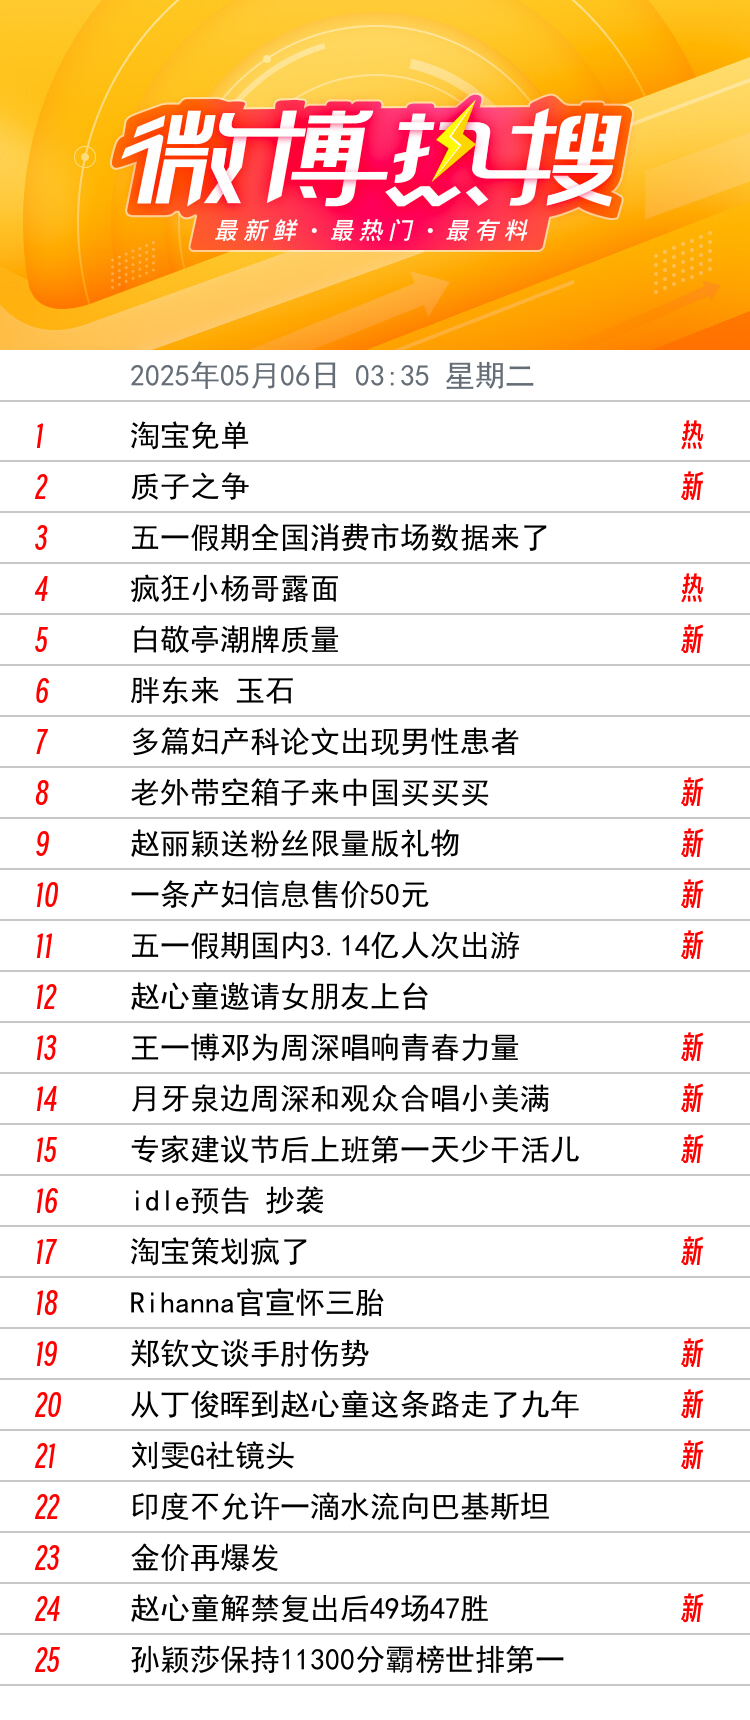 微博热搜
最新鲜·最热门·最有料
2025年05月06日 03:35 星期二
1 淘宝免单 热
2 质子之争 新
3 五一假期全国消费市场数据来了
4 疯狂小杨哥露面 热
5 白敬亭潮牌质量 新
6 胖东来 玉石
7 多篇妇产科论文出现男性患者
8 老外带空箱子来中国买买买 新
9 赵丽颖送粉丝限量版礼物 新
10 一条产妇信息售价50元 新
11 五一假期国内3.14亿人次出游 新
12 赵心童邀请女朋友上台
13 王一博邓为周深唱响青春力量 新
14 月牙泉边周深和观众合唱小美满 新
15 专家建议节后上班第一天少干活儿 新
16 idle预告 抄袭
17 淘宝策划疯了 新
18 Rihanna官宣怀三胎
19 郑钦文谈手肘伤势 新
20 从丁俊晖到赵心童这条路走了九年 新
21 刘雯G社镜头 新
22 印度不允许一滴水流向巴基斯坦
23 金价再爆发
24 赵心童解禁复出后49场47胜 新
25 孙颖莎保持11300分霸榜世排第一